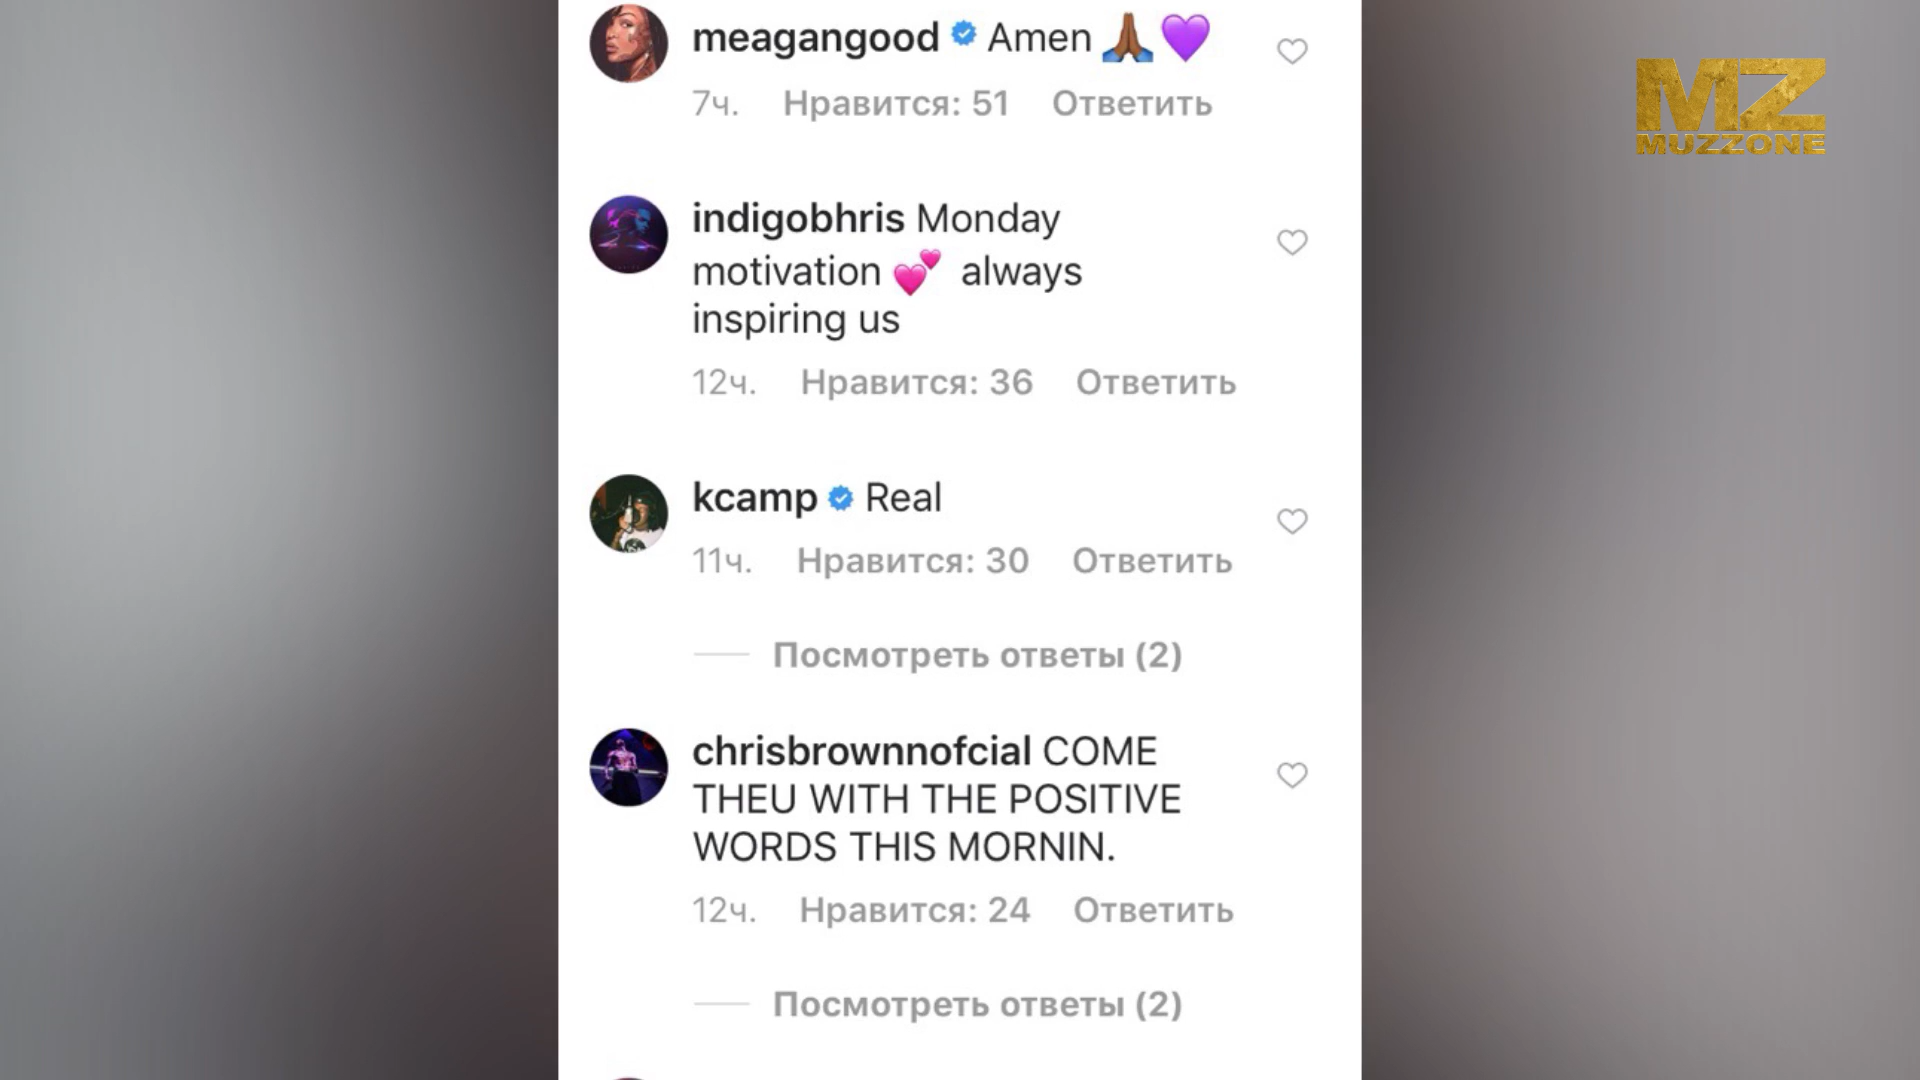 meagangood Amen 🙏🏾💜
7ч. Нравится: 51 Ответить
MZ
MUZZONE
indigobhris Monday
motivation 💕 always
inspiring us
12ч. Нравится: 36 Ответить
kcamp Real
11ч. Нравится: 30 Ответить
Посмотреть ответы (2)
chrisbrownnofcial COME
THEU WITH THE POSITIVE
WORDS THIS MORNIN.
12ч. Нравится: 24 Ответить
Посмотреть ответы (2)